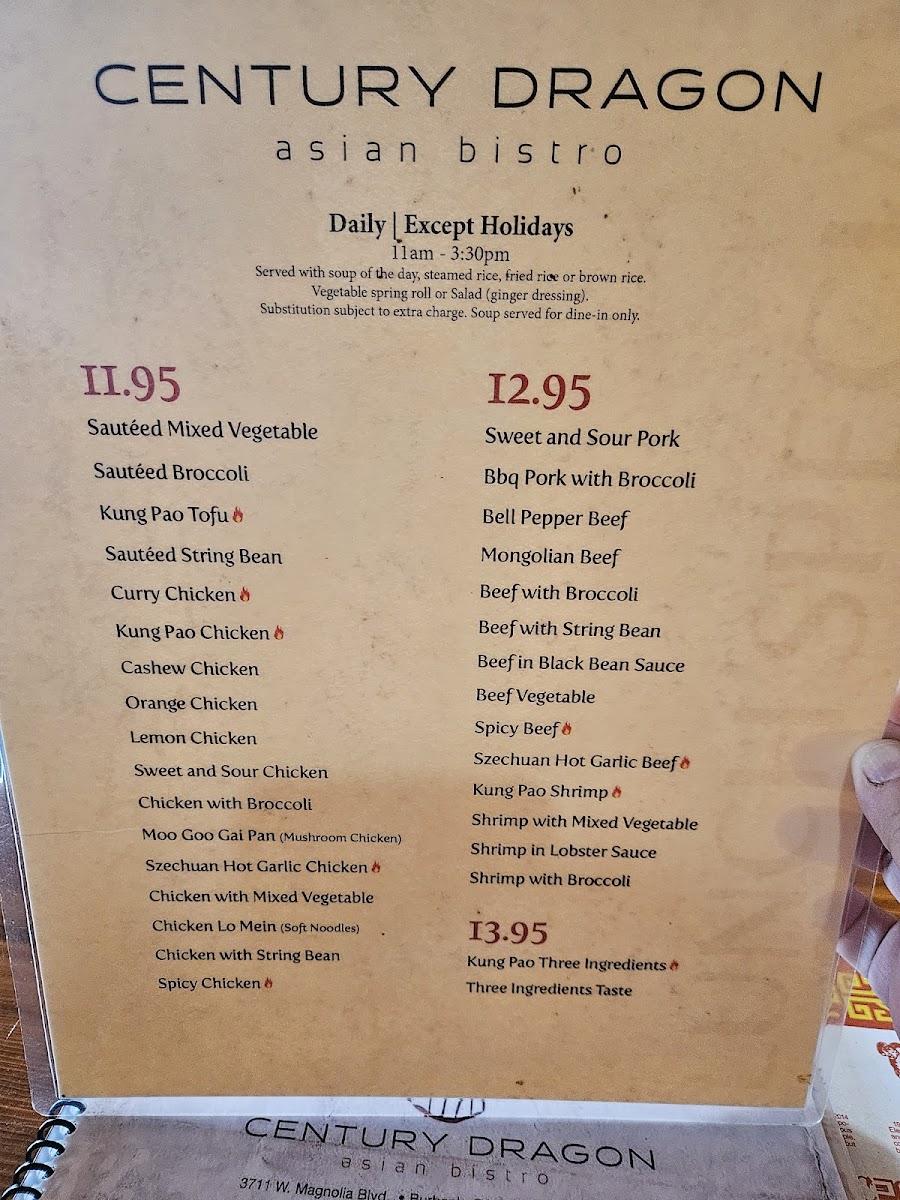 CENTURY DRAGON
asian bistro
Daily | Except Holidays
11am - 3:30pm
Served with soup of the day, steamed rice, fried rice or brown rice.
Vegetable spring roll or Salad (ginger dressing).
Substitution subject to extra charge. Soup served for dine-in only.
11.95
Sautéed Mixed Vegetable
Sautéed Broccoli
Kung Pao Tofu
Sautéed String Bean
Curry Chicken
Kung Pao Chicken
Cashew Chicken
Orange Chicken
Lemon Chicken
Sweet and Sour Chicken
Chicken with Broccoli
Moo Goo Gai Pan (Mushroom Chicken)
Szechuan Hot Garlic Chicken
Chicken with Mixed Vegetable
Chicken Lo Mein (Soft Noodles)
Chicken with String Bean
Spicy Chicken
12.95
Sweet and Sour Pork
Bbq Pork with Broccoli
Bell Pepper Beef
Mongolian Beef
Beef with Broccoli
Beef with String Bean
Beef in Black Bean Sauce
Beef Vegetable
Spicy Beef
Szechuan Hot Garlic Beef
Kung Pao Shrimp
Shrimp with Mixed Vegetable
Shrimp in Lobster Sauce
Shrimp with Broccoli
13.95
Kung Pao Three Ingredients
Three Ingredients Taste
CENTURY DRAGON
asian bistro
3711 W. Magnolia Blvd. •